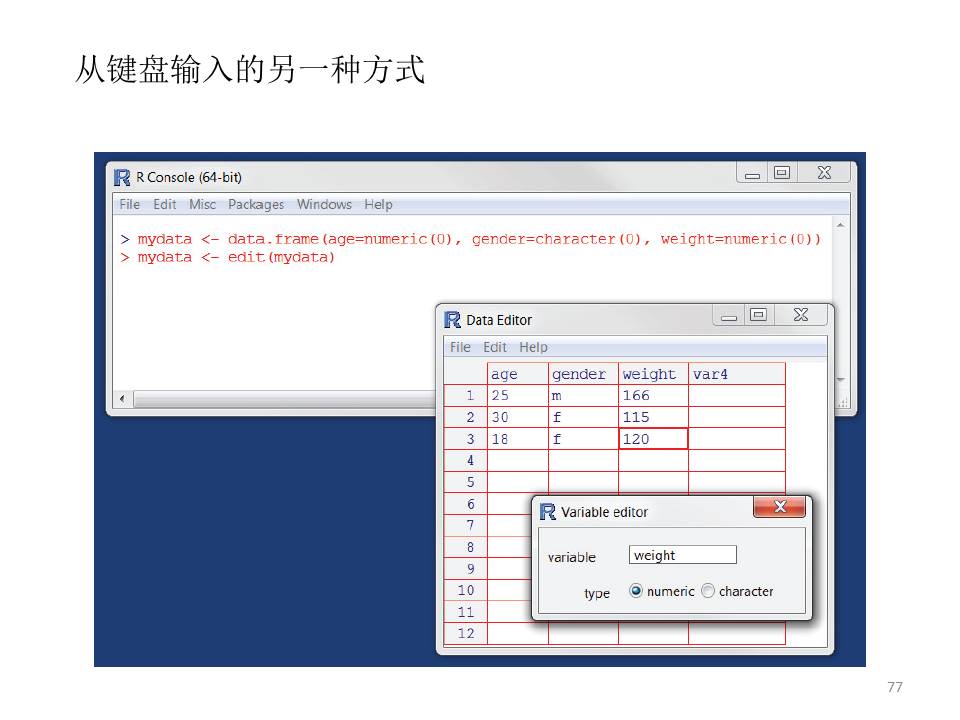 从键盘输入的另一种方式
R Console (64-bit)
File Edit Misc Packages Windows Help
> mydata <- data.frame(age=numeric(0), gender=character(0), weight=numeric(0))
> mydata <- edit(mydata)
Data Editor
File Edit Help
age gender weight var4
1 25 m 166
2 30 f 115
3 18 f 120
4
5
6
7
8
9
10
11
12
Variable editor
variable weight
type numeric character
77